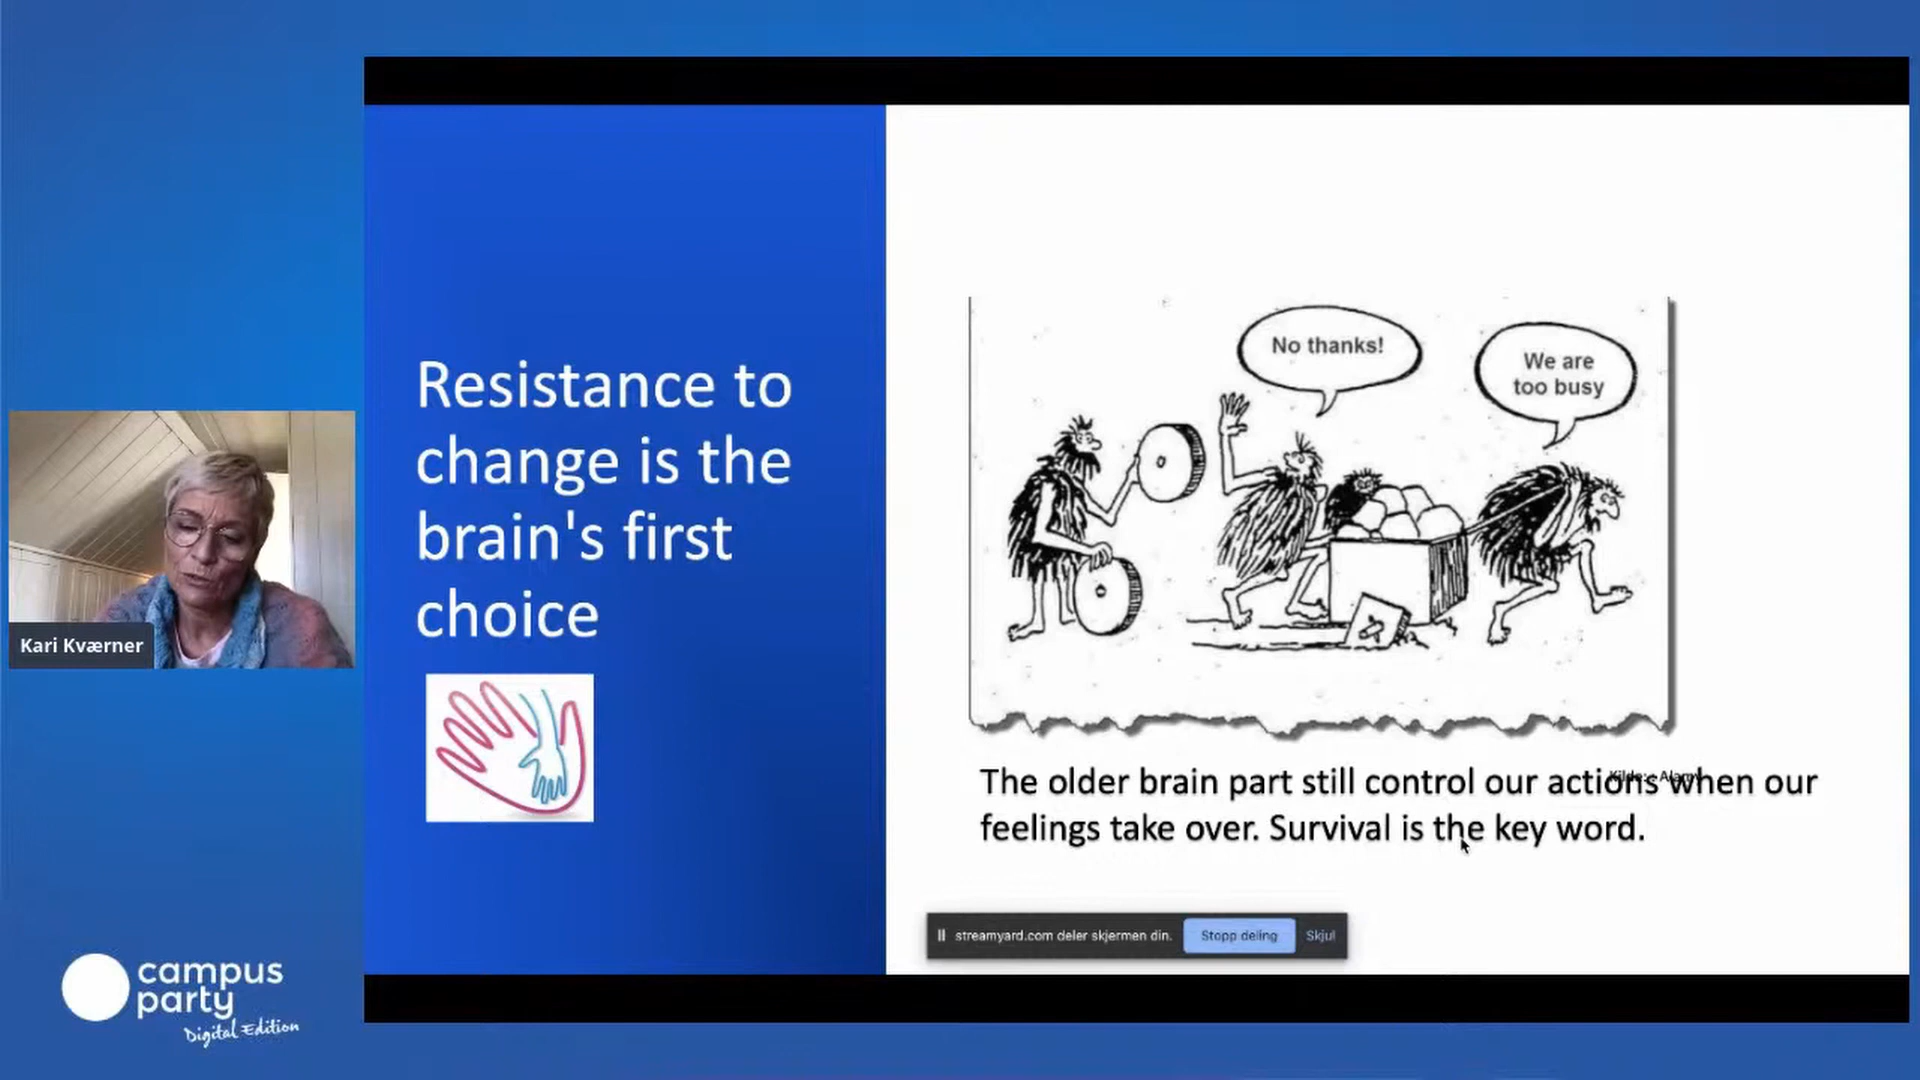 Resistance to
change is the
brain's first
choice
No thanks!
We are
too busy
The older brain part still control our actions when our
feelings take over. Survival is the key word.
streamyard.com deler skjermen din.
Stopp deling
Skjul
Kari Kværner
campus
party
Digital Edition